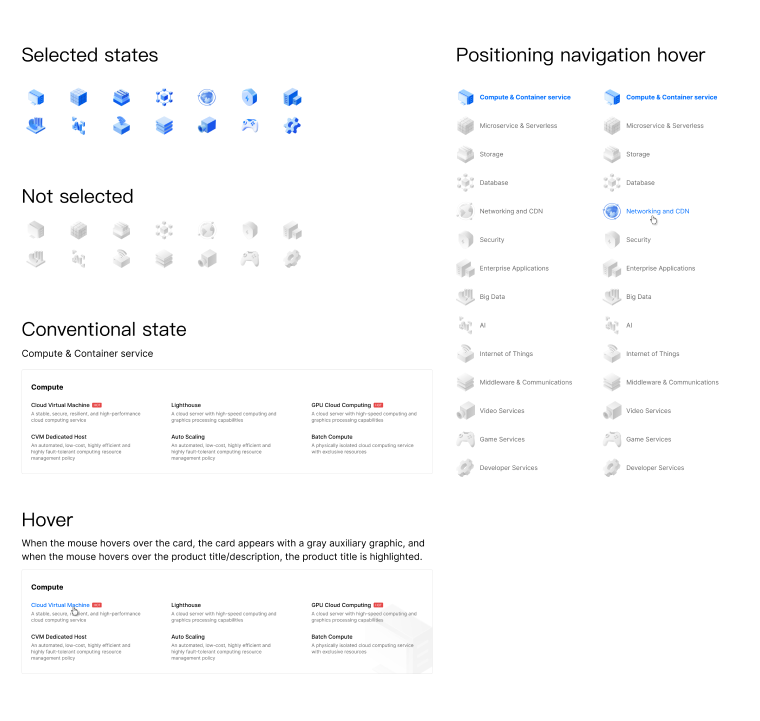 Selected states
Not selected
Conventional state
Compute & Container service
Compute
Cloud Virtual Machine HOT
A stable, secure, resilient, and high-performance
cloud computing service
Lighthouse
A cloud server with high-speed computing and
graphics processing capabilities
GPU Cloud Computing HOT
A cloud server with high-speed computing and
graphics processing capabilities
CVM Dedicated Host
An automated, low-cost, highly efficient and
highly fault-tolerant computing resource
management policy
Auto Scaling
An automated, low-cost, highly efficient and
highly fault-tolerant computing resource
management policy
Batch Compute
A physically isolated cloud computing service
with exclusive resources
Hover
When the mouse hovers over the card, the card appears with a gray auxiliary graphic, and
when the mouse hovers over the product title/description, the product title is highlighted.
Compute
Cloud Virtual Machine HOT
A stable, secure, resilient, and high-performance
cloud computing service
Lighthouse
A cloud server with high-speed computing and
graphics processing capabilities
GPU Cloud Computing HOT
A cloud server with high-speed computing and
graphics processing capabilities
CVM Dedicated Host
An automated, low-cost, highly efficient and
highly fault-tolerant computing resource
management policy
Auto Scaling
An automated, low-cost, highly efficient and
highly fault-tolerant computing resource
management policy
Batch Compute
A physically isolated cloud computing service
with exclusive resources
Positioning navigation hover
Compute & Container service
Microservice & Serverless
Storage
Database
Networking and CDN
Security
Enterprise Applications
Big Data
AI
Internet of Things
Middleware & Communications
Video Services
Game Services
Developer Services
Compute & Container service
Microservice & Serverless
Storage
Database
Networking and CDN
Security
Enterprise Applications
Big Data
AI
Internet of Things
Middleware & Communications
Video Services
Game Services
Developer Services